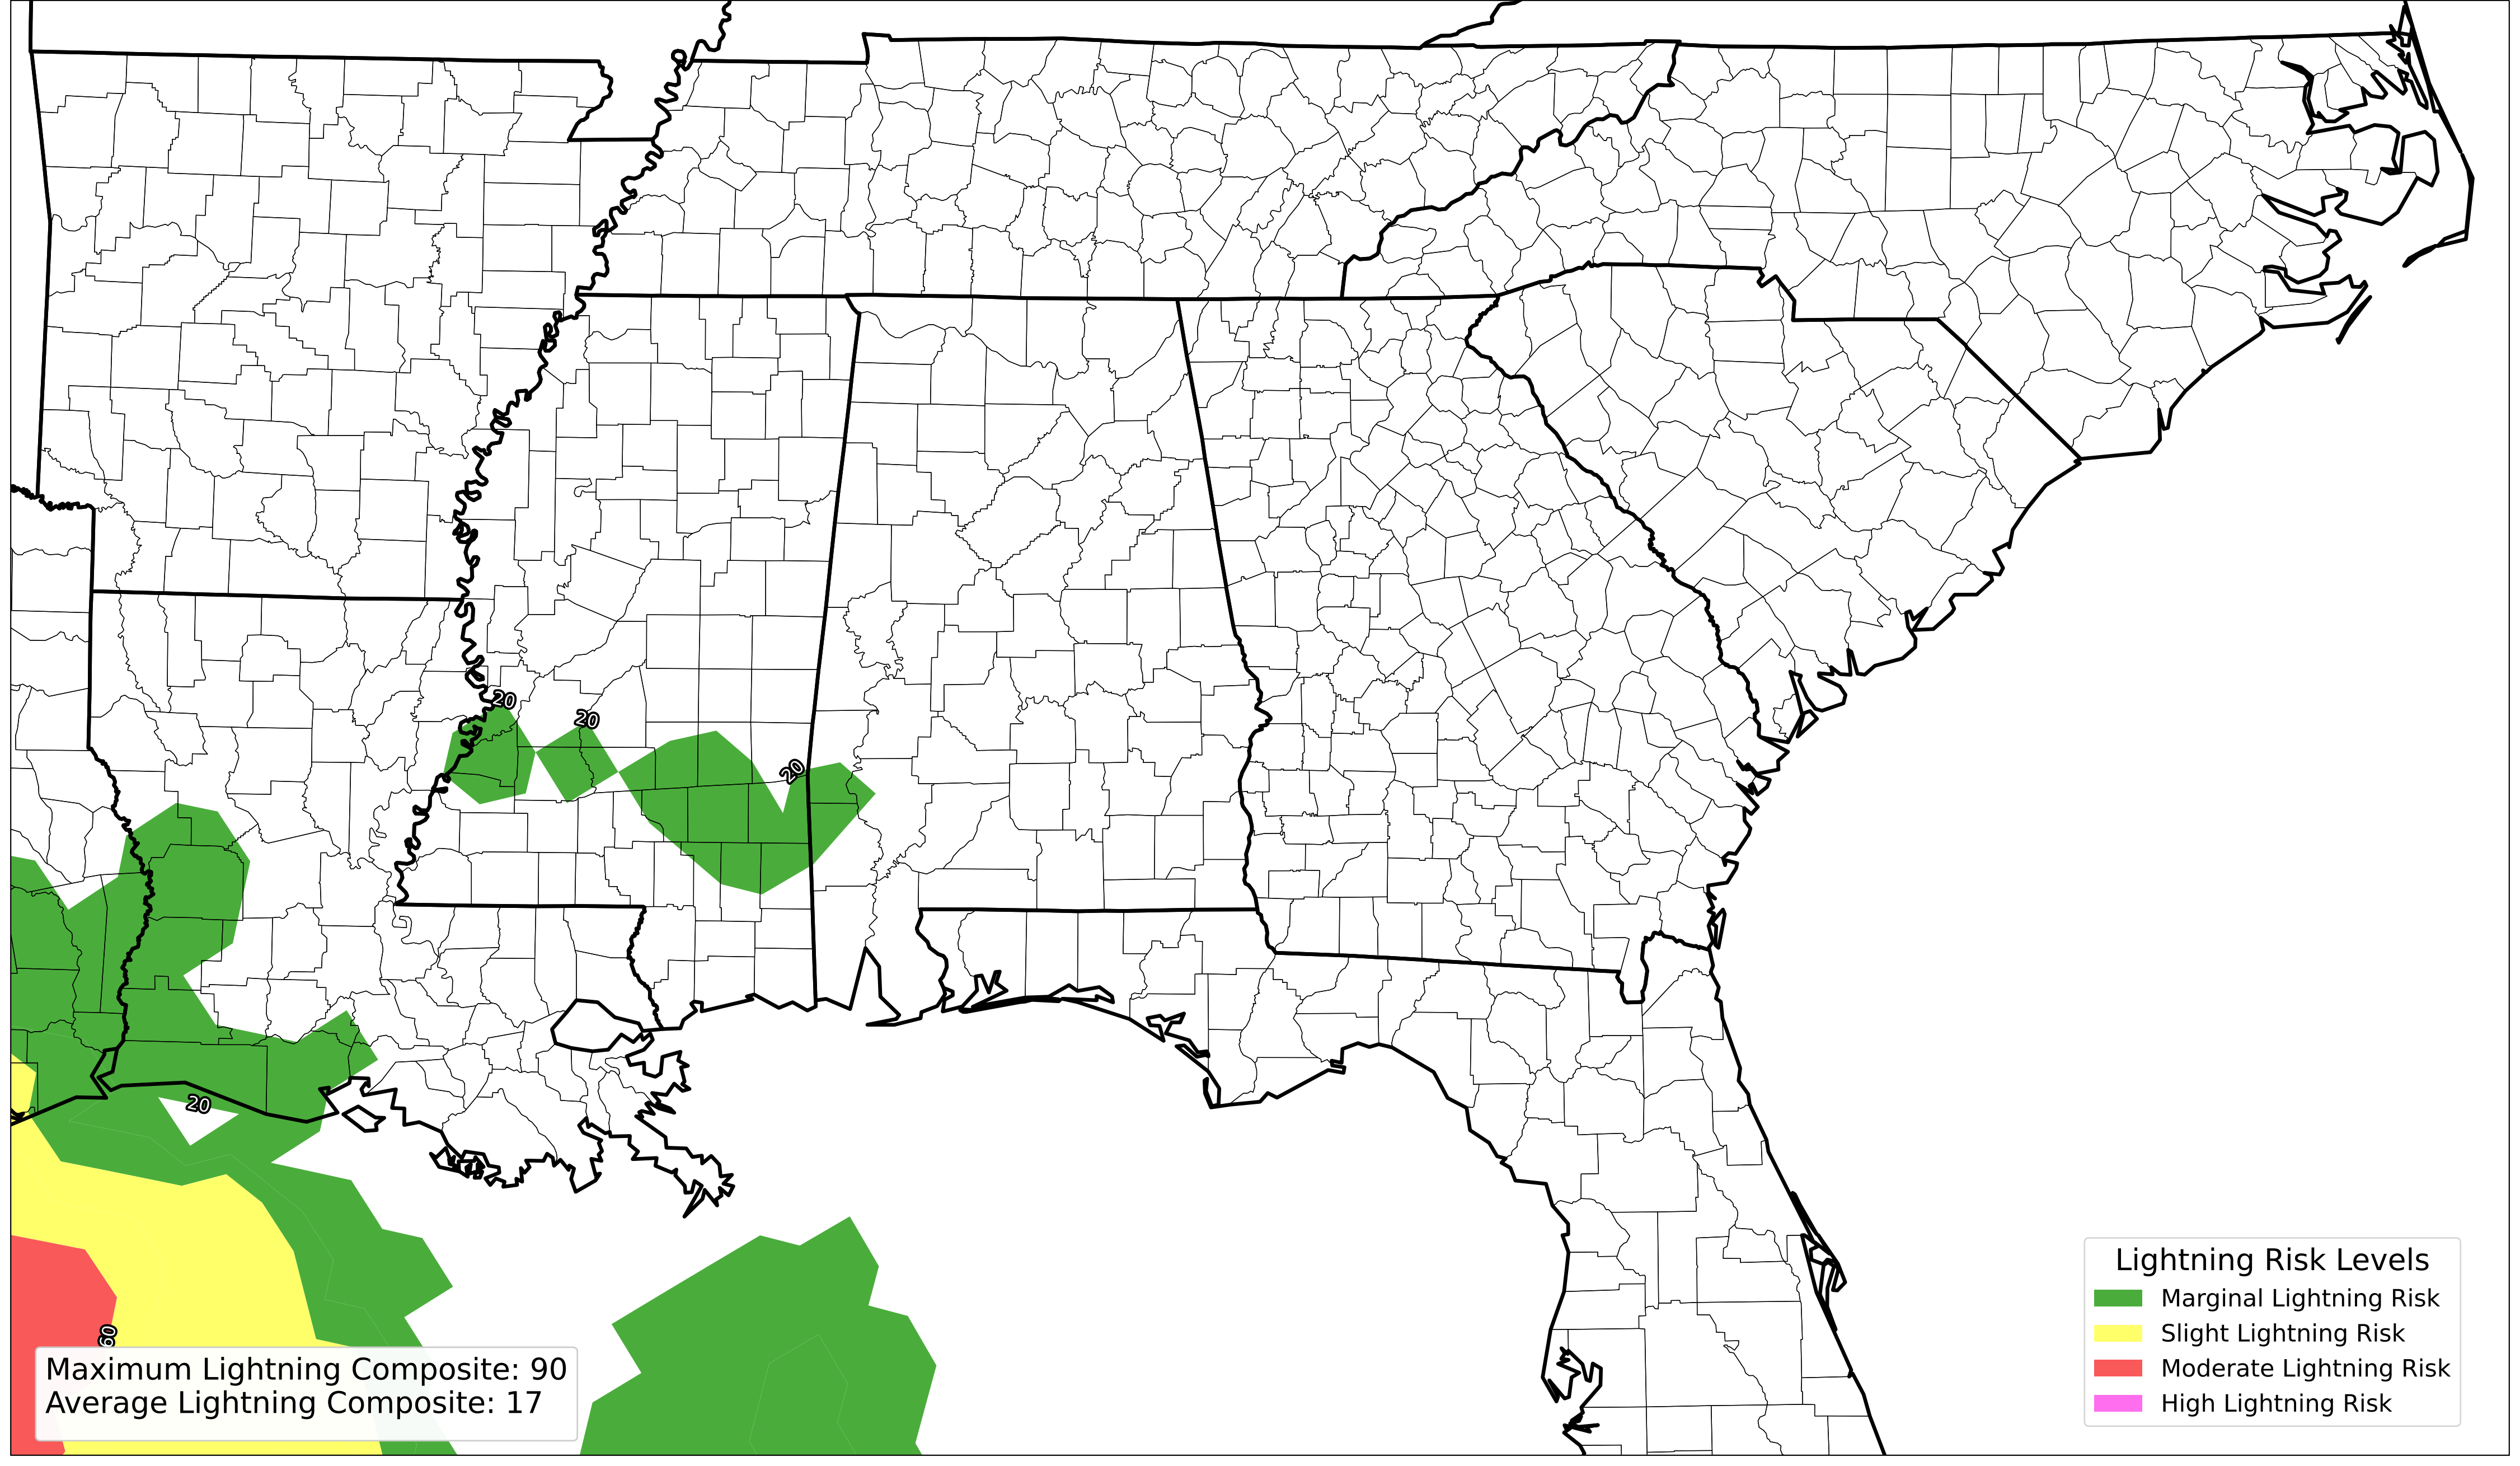 20
20
20
20
60
Maximum Lightning Composite: 90
Average Lightning Composite: 17
Lightning Risk Levels
Marginal Lightning Risk
Slight Lightning Risk
Moderate Lightning Risk
High Lightning Risk